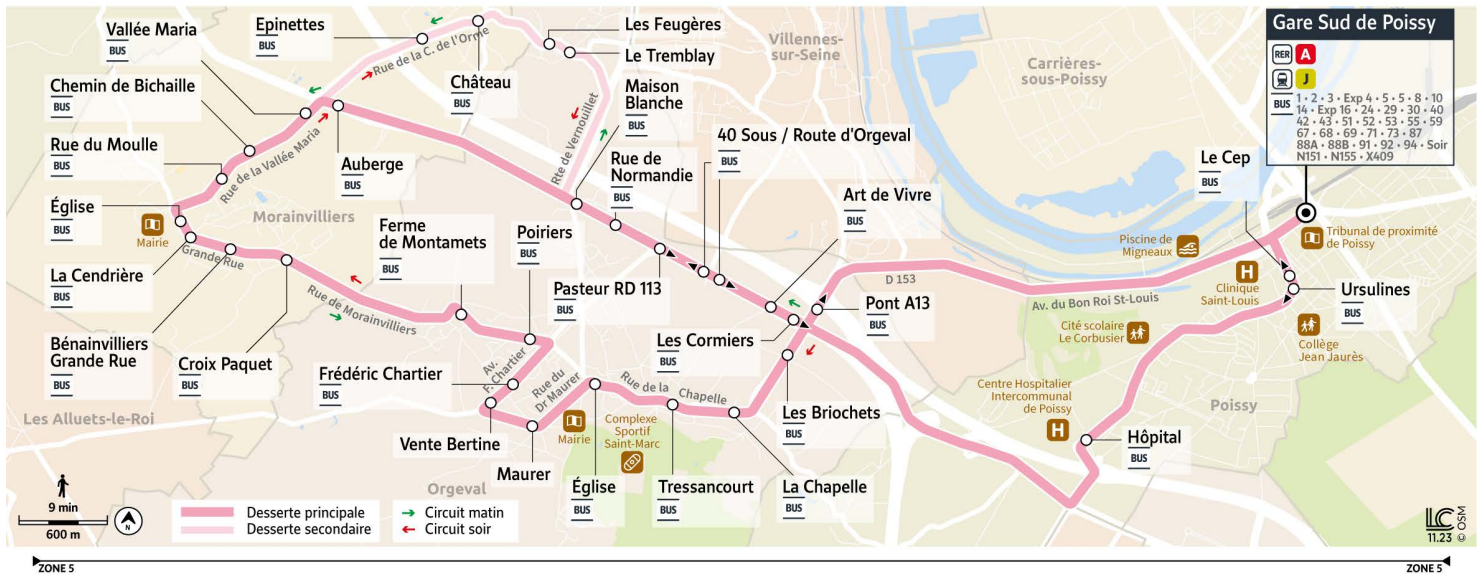 Vallée Maria
BUS
Epinettes
BUS
Rue de la C. de l'Orme
Château
BUS
Les Feugères
Le Tremblay
Villennes-
sur-Seine
Carrières-
sous-Poissy
Gare Sud de Poissy
RER A
J
BUS
1 • 2 • 3 • Exp 4 • 5 • 5 • 8 • 10
14 • Exp 16 • 24 • 29 • 30 • 40
42 • 43 • 51 • 52 • 53 • 55 • 59
67 • 68 • 69 • 71 • 73 • 87
88A • 88B • 91 • 92 • 94 • Soir
N151 • N155 • X409
Chemin de Bichaille
BUS
Maison
Blanche
BUS
Rte de Vernouillet
40 Sous / Route d'Orgeval
BUS
Rue du Moulle
BUS
Rue de la Vallée Maria
Auberge
BUS
Rue de
Normandie
BUS
Le Cep
BUS
Art de Vivre
BUS
Église
BUS
Mairie
Morainvilliers
Ferme
de Montamets
BUS
Poiriers
BUS
Grande Rue
Piscine de
Migneaux
Tribunal de proximité
de Poissy
La Cendrière
BUS
Rue de Morainvilliers
Pasteur RD 113
BUS
D 153
Av. du Bon Roi St-Louis
Clinique
Saint-Louis
H
Ursulines
BUS
Pont A13
BUS
Cité scolaire
Le Corbusier
Collège
Jean Jaurès
Bénainvilliers
Grande Rue
BUS
Croix Paquet
BUS
Les Cormiers
BUS
Frédéric Chartier
BUS
Av.
F. Chartier
Rue du
Dr Maurer
Rue de la Chapelle
Les Briochets
BUS
Centre Hospitalier
Intercommunal
de Poissy
H
Poissy
Les Alluets-le-Roi
Vente Bertine
Mairie
Complexe
Sportif
Saint-Marc
Hôpital
BUS
Maurer
Orgeval
Église
BUS
Tressancourt
BUS
La Chapelle
BUS
9 min
600 m
N
Desserte principale
Desserte secondaire
Circuit matin
Circuit soir
LC
11.23
© OSM
ZONE 5
ZONE 5